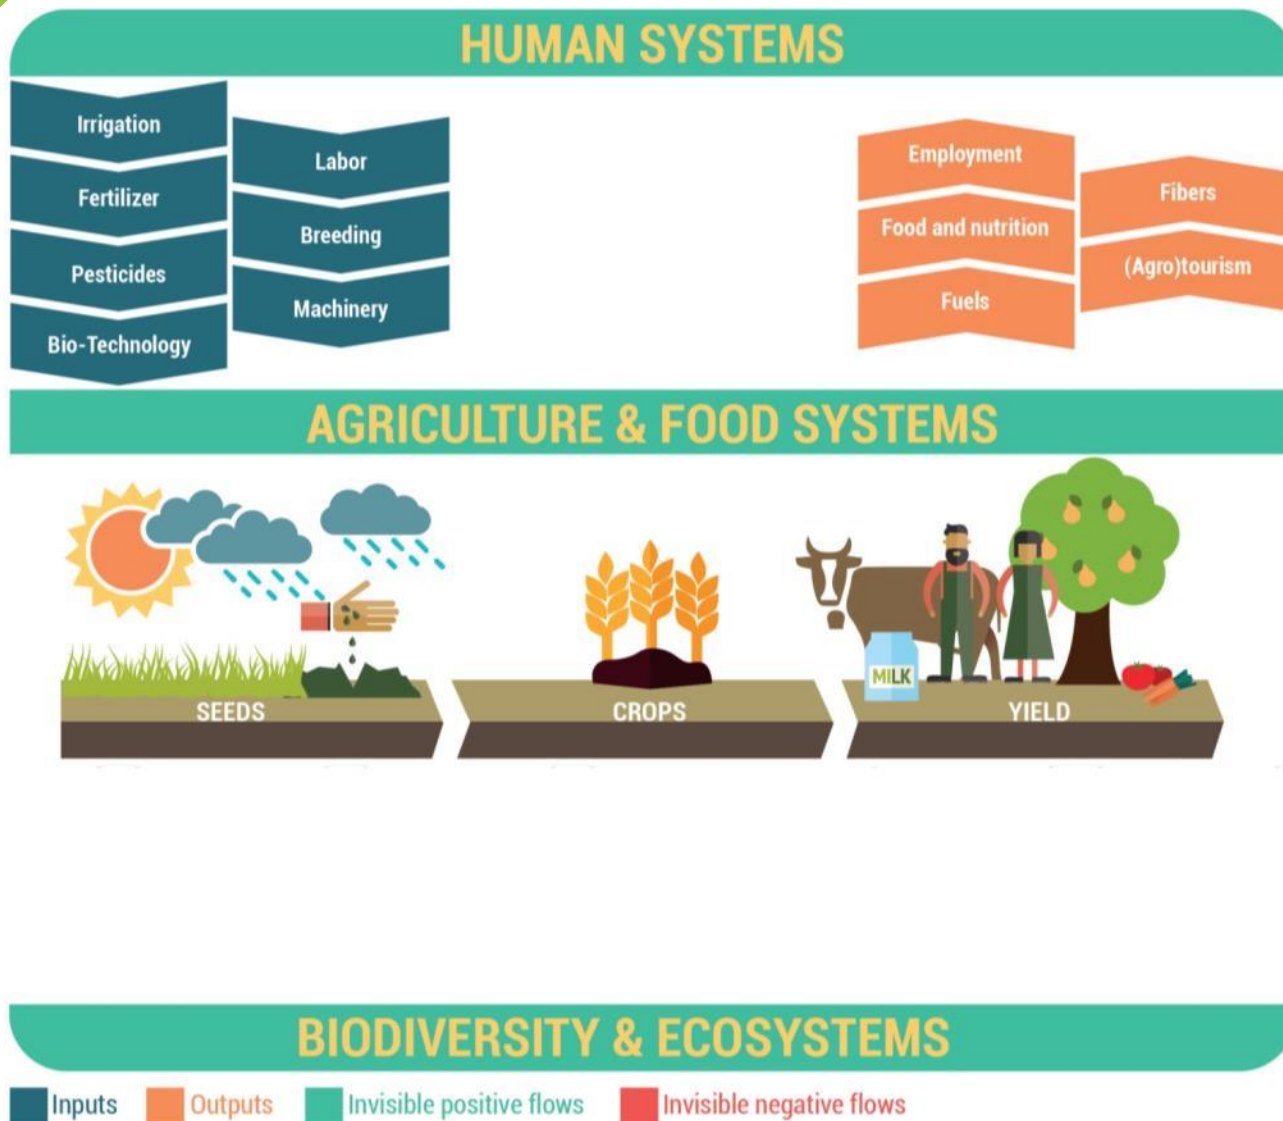 HUMAN SYSTEMS
Irrigation
Fertilizer
Pesticides
Bio-Technology
Labor
Breeding
Machinery
Employment
Food and nutrition
Fuels
Fibers
(Agro)tourism
AGRICULTURE & FOOD SYSTEMS
MILK
SEEDS
CROPS
YIELD
BIODIVERSITY & ECOSYSTEMS
Inputs
Outputs
Invisible positive flows
Invisible negative flows